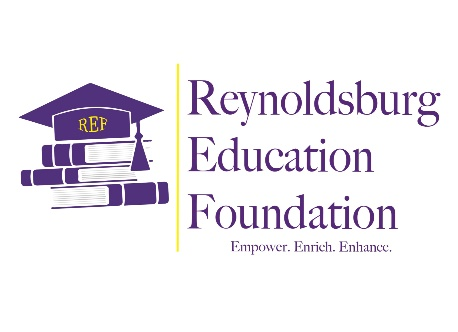 REF
Reynoldsburg
Education
Foundation
Empower. Enrich. Enhance.